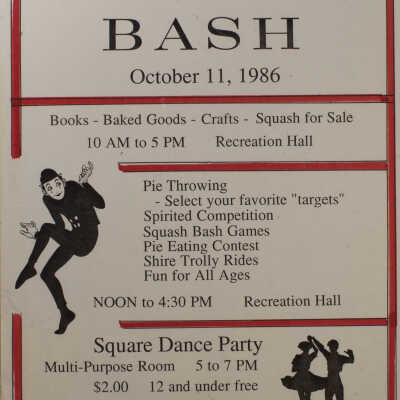 BASH
October 11, 1986
Books - Baked Goods - Crafts - Squash for Sale
10 AM to 5 PM Recreation Hall
Pie Throwing
- Select your favorite "targets"
Spirited Competition
Squash Bash Games
Pie Eating Contest
Shire Trolly Rides
Fun for All Ages
NOON to 4:30 PM Recreation Hall
Square Dance Party
Multi-Purpose Room 5 to 7 PM
$2.00 12 and under free